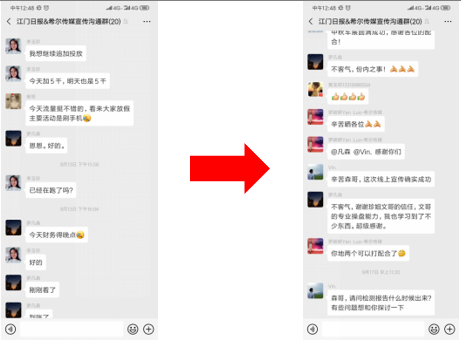 中午12:48
江门日报&希尔传媒宣传沟通群(20)
我想继续追加投放
今天加5千，明天也是5千
今天流量挺不错的，看来大家放假
主要活动是刷手机
恩恩。好的。
已经在跑了吗？
今天财务得晚点
好的
刚刚看了
中午12:48
江门日报&希尔传媒宣传沟通群(20)
中秋车展圆满成功，感谢各位的配
合！
不客气，份内之事！
辛苦晒各位
@凡森 @Vin. 感谢你们
Vin.
辛苦森哥，这次线上宣传确实成功
不客气，谢谢珍姐文哥的信任，文哥
的专业操盘能力，我也学习到了不
少东西。超级感谢。
你地两个可以打配合了
Vin.
森哥，请问检测报告什么时候出来？
有些问题想和你探讨一下